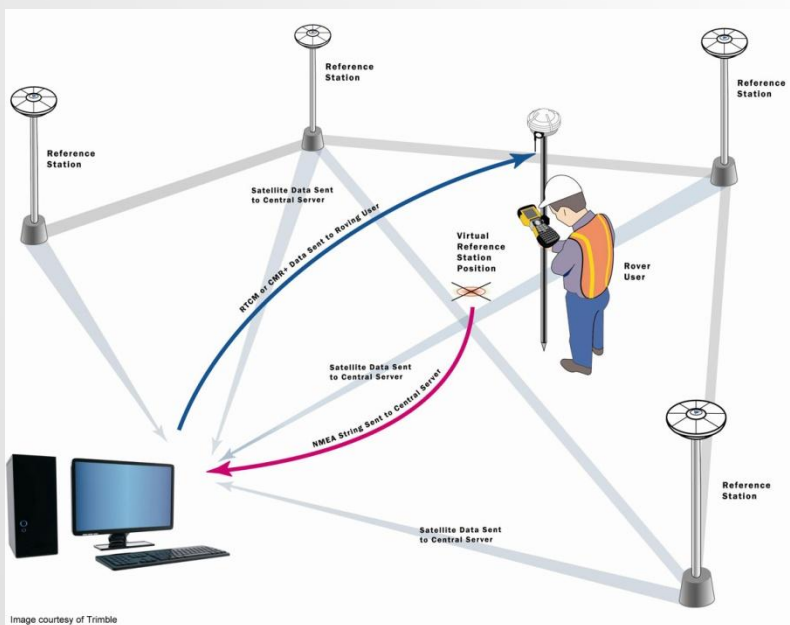 Reference
Station
Reference
Station
Reference
Station
Satellite Data Sent
to Central Server
RTCM or CMR+ Data Sent to Roving User
Virtual
Reference
Station
Position
Rover
User
Satellite Data Sent
to Central Server
NMEA String Sent to Central Server
Reference
Station
Satellite Data Sent
to Central Server
Image courtesy of Trimble